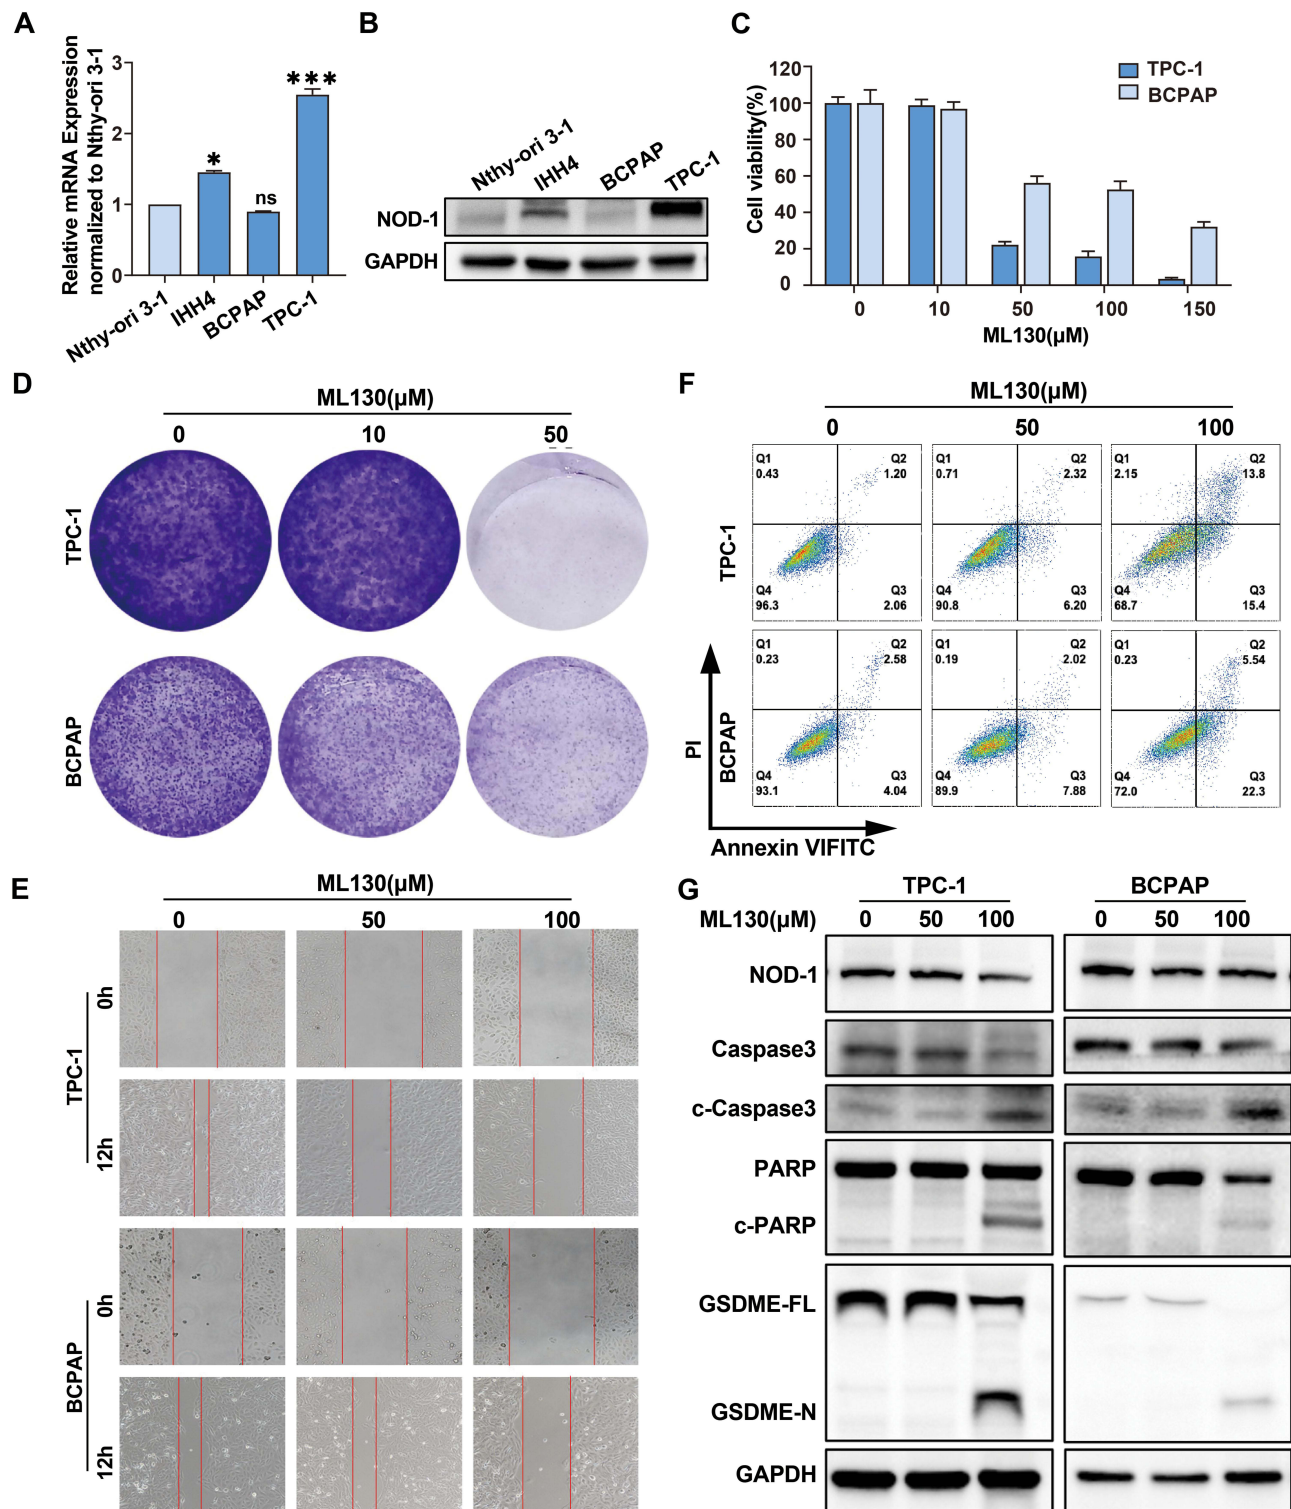 A
Relative mRNA Expression
normalized to Nthy-ori 3-1
3
2
1
0
*
ns
***
Nthy-ori 3-1
IHH4
BCPAP
TPC-1
B
Nthy-ori 3-1
IHH4
BCPAP
TPC-1
NOD-1
GAPDH
C
Cell viability(%)
120
100
80
60
40
20
0
TPC-1
BCPAP
0 10 50 100 150
ML130(μM)
D
ML130(μM)
0 10 50
TPC-1
BCPAP
E
ML130(μM)
0 50 100
TPC-1
0h
12h
BCPAP
0h
12h
F
ML130(μM)
0 50 100
TPC-1
Q1 Q2 Q1 Q2 Q1 Q2
0.43 1.20 0.71 2.32 2.15 13.8
Q4 Q3 Q4 Q3 Q4 Q3
96.3 2.06 90.8 6.20 68.7 15.4
BCPAP
Q1 Q2 Q1 Q2 Q1 Q2
0.23 2.58 0.19 2.02 0.23 5.54
Q4 Q3 Q4 Q3 Q4 Q3
93.1 4.04 89.9 7.88 72.0 22.3
PI
Annexin VIFITC
G
TPC-1 BCPAP
ML130(μM) 0 50 100 0 50 100
NOD-1
Caspase3
c-Caspase3
PARP
c-PARP
GSDME-FL
GSDME-N
GAPDH